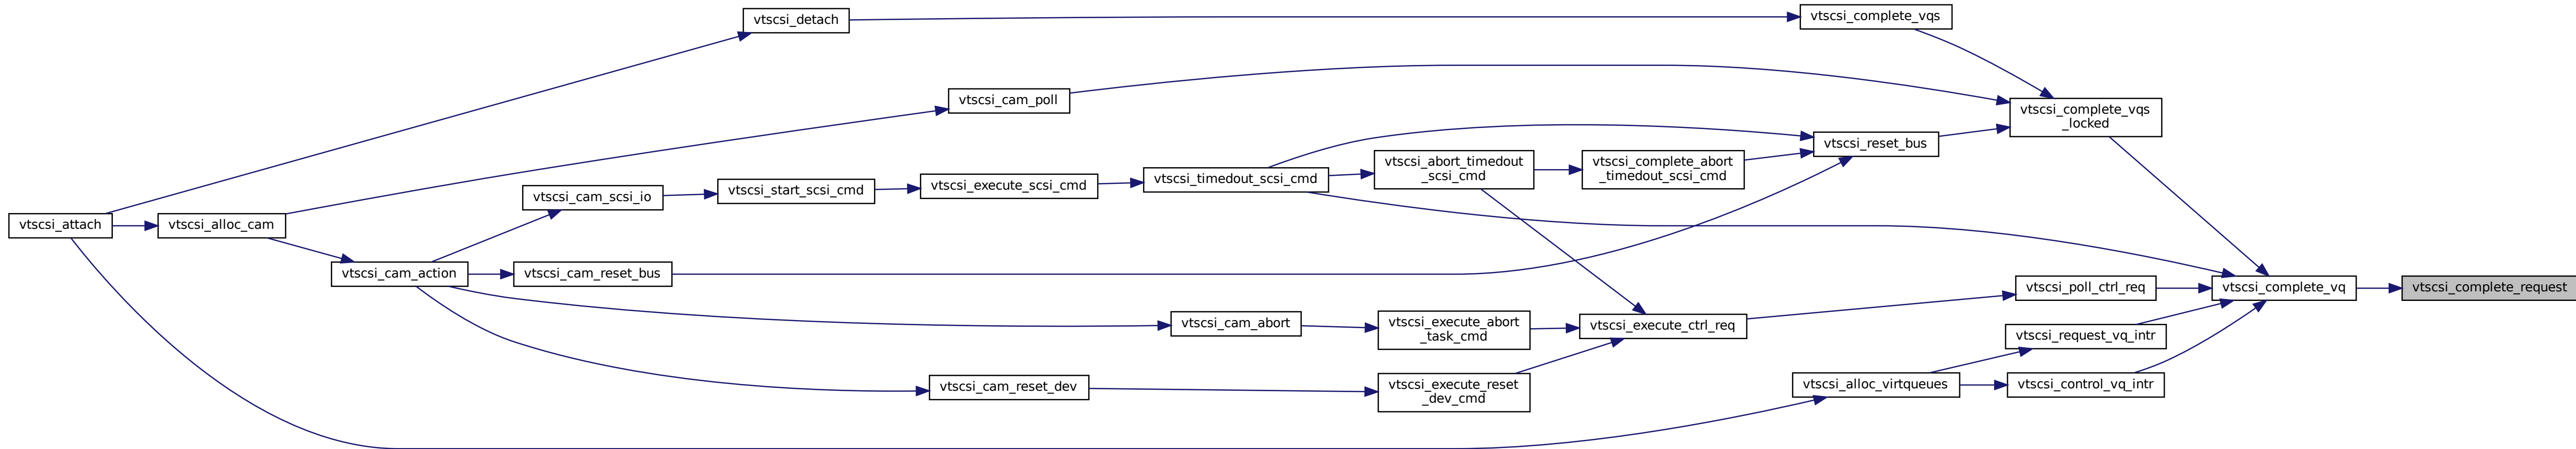 vtscsi_detach
vtscsi_complete_vqs
vtscsi_cam_poll
vtscsi_complete_vqs
_locked
vtscsi_reset_bus
vtscsi_abort_timedout
_scsi_cmd
vtscsi_complete_abort
_timedout_scsi_cmd
vtscsi_timedout_scsi_cmd
vtscsi_execute_scsi_cmd
vtscsi_start_scsi_cmd
vtscsi_cam_scsi_io
vtscsi_attach
vtscsi_alloc_cam
vtscsi_cam_action
vtscsi_cam_reset_bus
vtscsi_poll_ctrl_req
vtscsi_complete_vq
vtscsi_complete_request
vtscsi_cam_abort
vtscsi_execute_abort
_task_cmd
vtscsi_execute_ctrl_req
vtscsi_request_vq_intr
vtscsi_cam_reset_dev
vtscsi_execute_reset
_dev_cmd
vtscsi_alloc_virtqueues
vtscsi_control_vq_intr